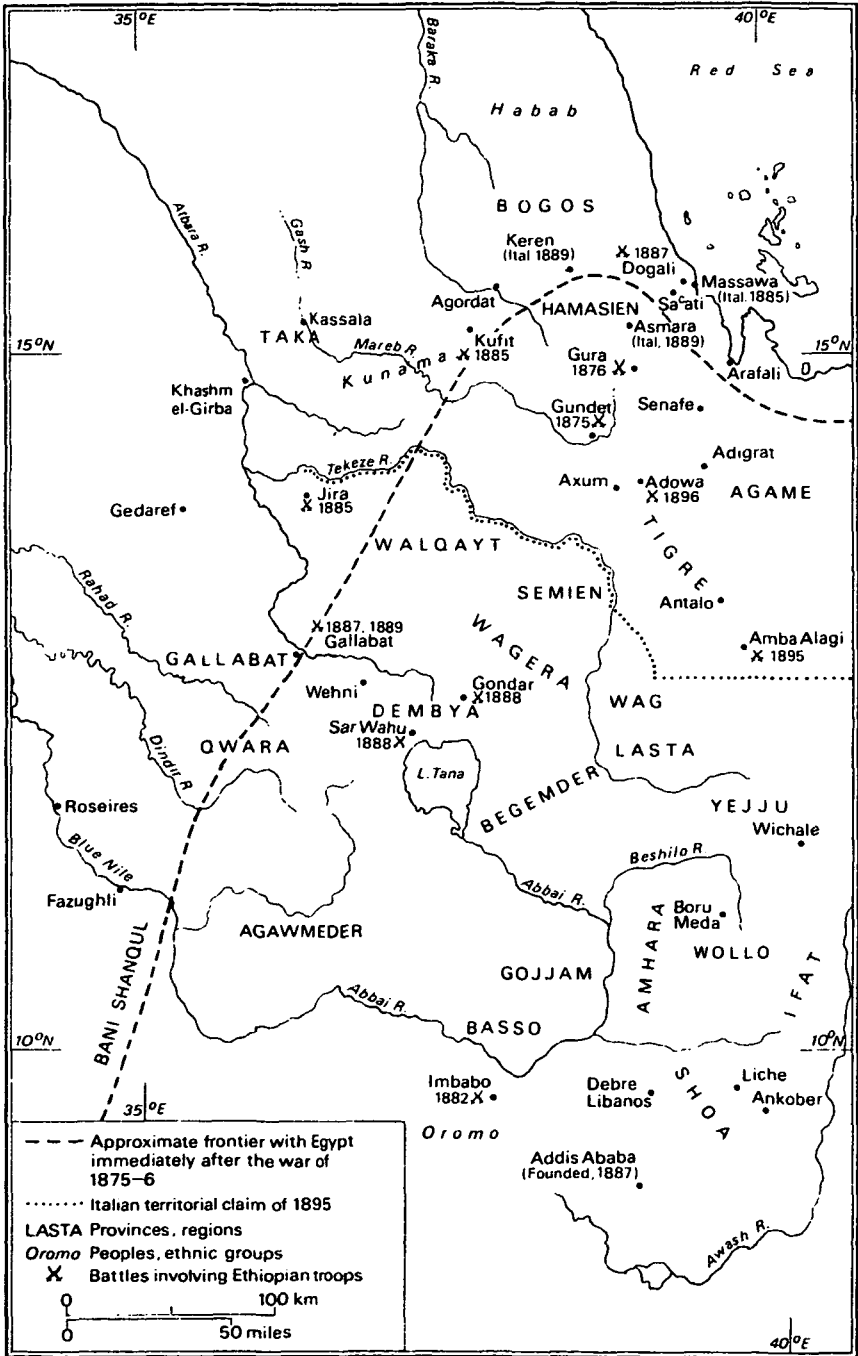 35 °E
40 °E
Baraka R.
Red Sea
Habab
BOGOS
Atbara R.
Gash R.
Keren
(Ital 1889)
1887
Dogali
Massawa
(Ital. 1885)
Saʿati
Agordat
HAMASIEN
Asmara
(Ital, 1889)
Kassala
TAKA
Mareb R.
Kufit
1885
Kunama
15°N
15°N
Gura
1876
Arafali
Khashm
el-Girba
Gundet
1875
Senafe
Adigrat
Tekeze R.
Axum
Adowa
1896
AGAME
Jira
1885
Gedaref
WALQAYT
TIGRE
SEMIEN
Antalo
Rahad R.
1887, 1889
Gallabat
WAGERA
Amba Alagi
1895
GALLABAT
Wehni
Gondar
1888
DEMBYA
WAG
Sar Wahu
1888
QWARA
LASTA
Dindir R
L. Tana
BEGEMDER
YEJJU
Roseires
Wichale
Blue Nile
Beshilo R.
Fazughli
Abbai R.
Boru
Meda
AMHARA
AGAWMEDER
WOLLO
GOJJAM
IFAT
BANI SHANQUL
Abbai R.
BASSO
10°N
10°N
Imbabo
1882
Debre
Libanos
SHOA
Liche
Ankober
35 °E
Oromo
Addis Ababa
(Founded, 1887)
Awash R.
Approximate frontier with Egypt
immediately after the war of
1875–6
Italian territorial claim of 1895
LASTA Provinces, regions
Oromo Peoples, ethnic groups
Battles involving Ethiopian troops
0 100 km
0 50 miles
40 °E